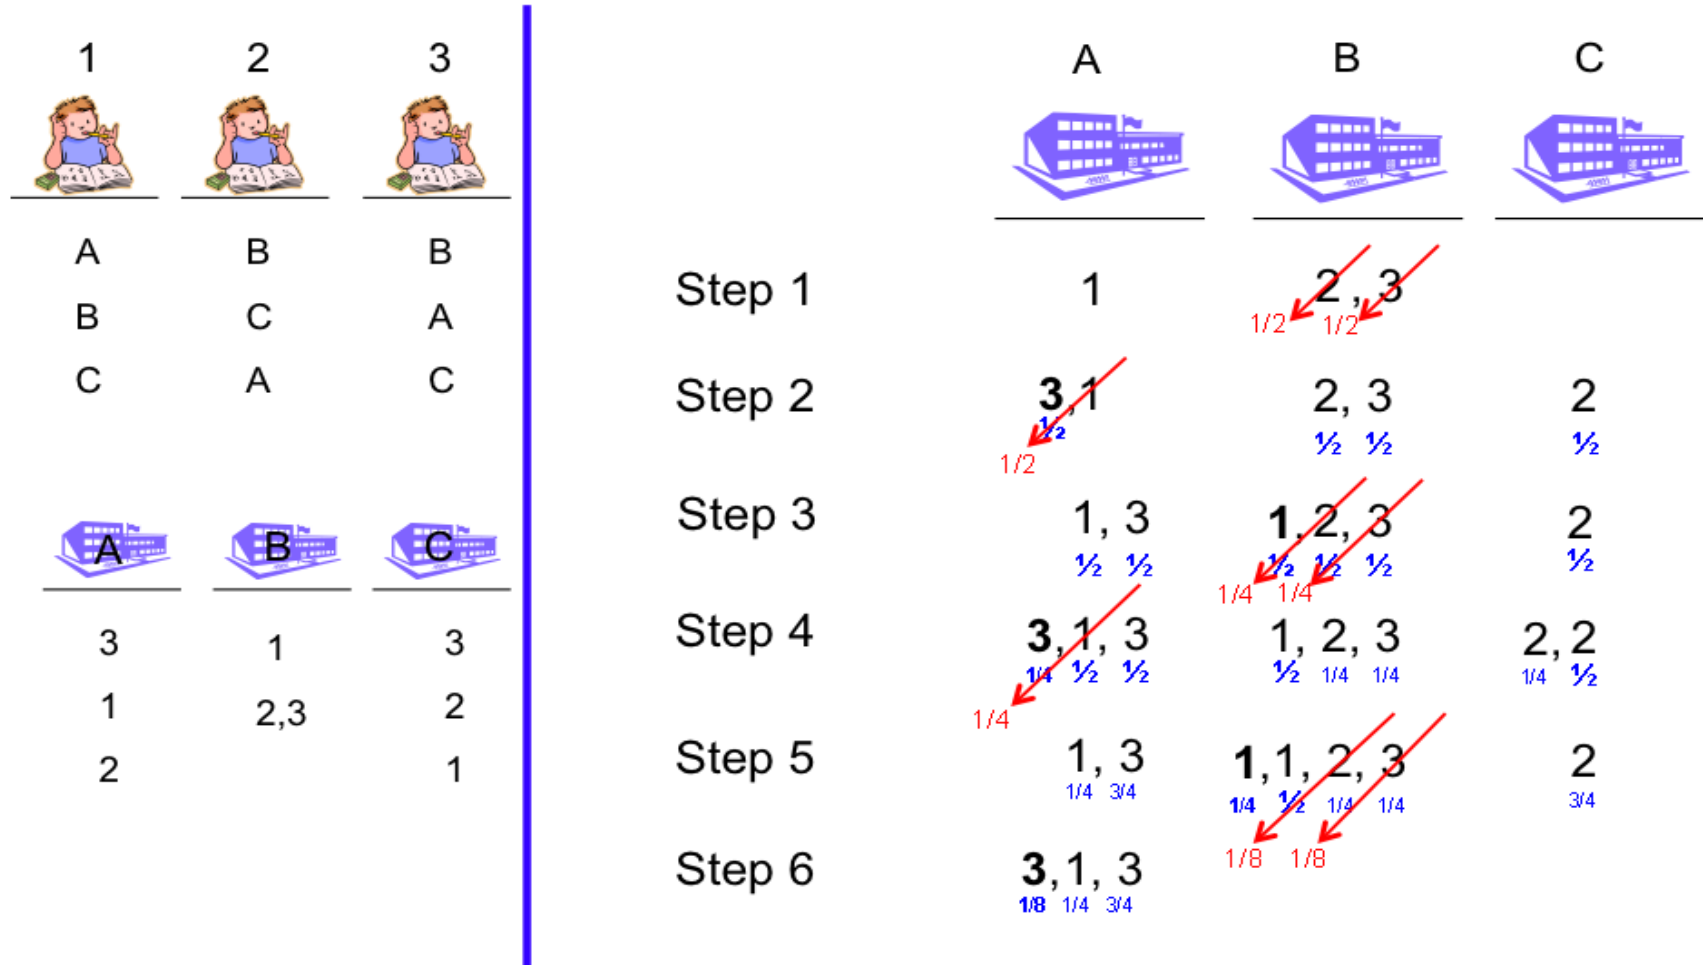 1 2 3
A B B
B C A
C A C
A B C
3 1 3
1 2,3 2
2 1
A B C
Step 1 1 2, 3
1/2 1/2
Step 2 3,1 2, 3 2
½ ½ ½ ½
1/2
Step 3 1, 3 1, 2, 3 2
½ ½ ½ ½ ½ ½
1/4 1/4
Step 4 3, 1, 3 1, 2, 3 2, 2
1/4 ½ ½ ½ 1/4 1/4 1/4 ½
1/4
Step 5 1, 3 1,1, 2, 3 2
1/4 3/4 1/4 ½ 1/4 1/4 3/4
1/8 1/8
Step 6 3,1, 3
1/8 1/4 3/4